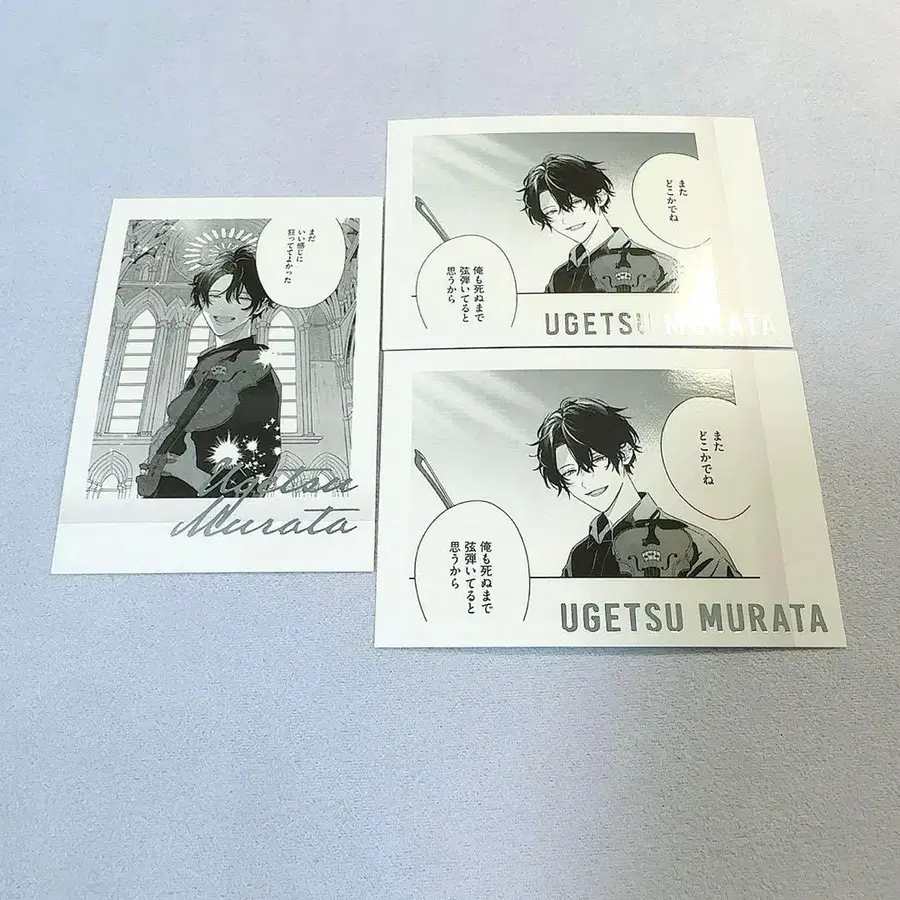 まだ
いい感じに
狂っててよかった
Ugetsu
Murata
また
どこかでね
俺も死ぬまで
弦弾いてると
思うから
UGETSU MURATA
また
どこかでね
俺も死ぬまで
弦弾いてると
思うから
UGETSU MURATA